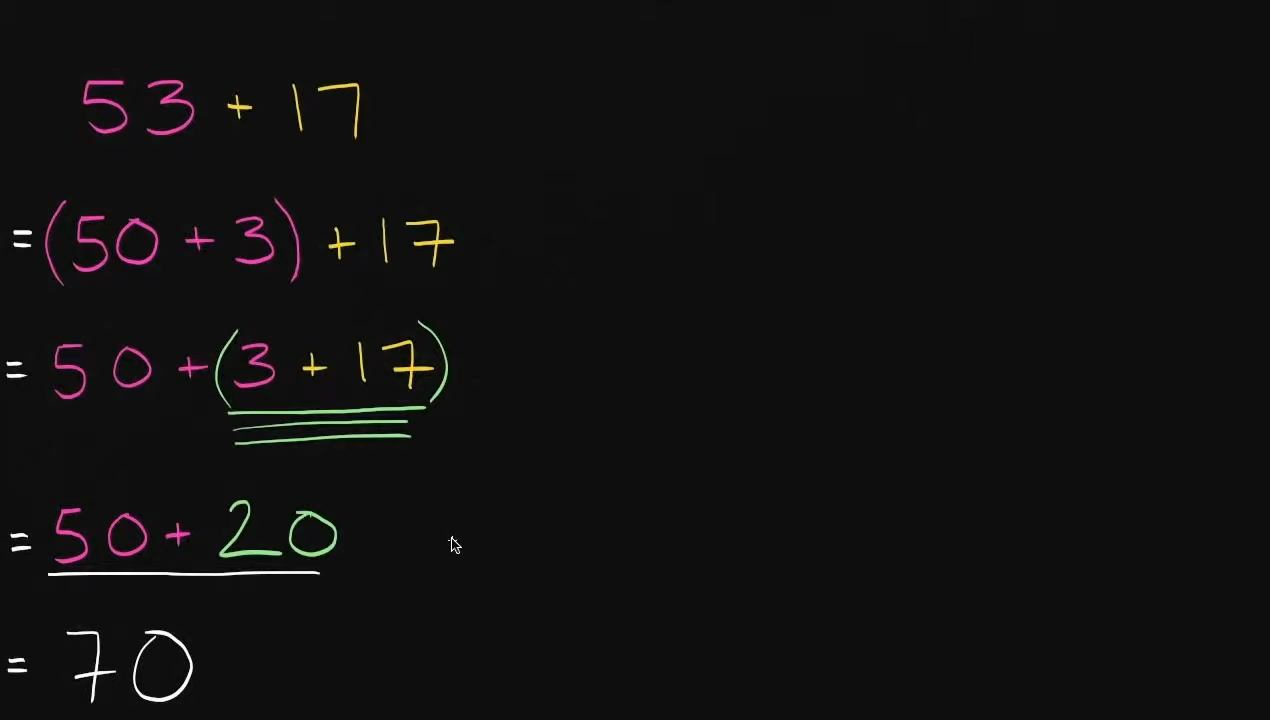 53 + 17
= (50 + 3) + 17
= 50 + (3 + 17)
= 50 + 20
= 70